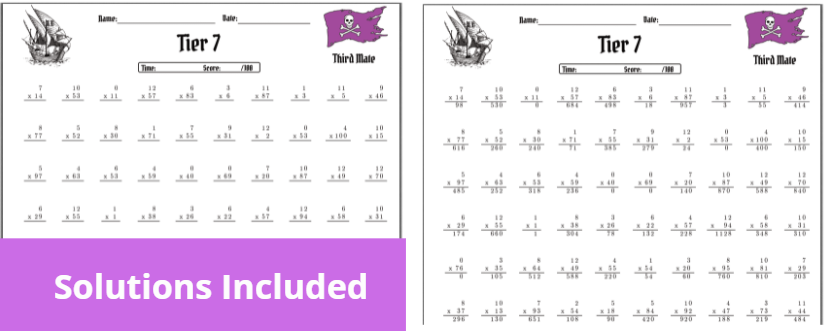 Name: Date:
Tier 7
Third Mate
Time: Score: /100
7 10 0 12 6 3 11 1 11 9
x 14 x 53 x 11 x 57 x 83 x 6 x 87 x 3 x 5 x 46
8 5 8 1 7 9 12 0 4 10
x 77 x 52 x 30 x 71 x 55 x 31 x 2 x 53 x 100 x 15
5 4 6 4 0 0 7 10 12 12
x 97 x 63 x 53 x 59 x 40 x 69 x 20 x 87 x 49 x 70
6 12 1 8 3 6 4 12 6 10
x 29 x 55 x 1 x 38 x 26 x 22 x 57 x 94 x 58 x 31
Solutions Included
Name: Date:
Tier 7
Third Mate
Time: Score: /100
7 10 0 12 6 3 11 1 11 9
x 14 x 53 x 11 x 57 x 83 x 6 x 87 x 3 x 5 x 46
98 530 0 684 498 18 957 3 55 414
8 5 8 1 7 9 12 0 4 10
x 77 x 52 x 30 x 71 x 55 x 31 x 2 x 53 x 100 x 15
616 260 240 71 385 279 24 0 400 150
5 4 6 4 0 0 7 10 12 12
x 97 x 63 x 53 x 59 x 40 x 69 x 20 x 87 x 49 x 70
485 252 318 236 0 0 140 870 588 840
6 12 1 8 3 6 4 12 6 10
x 29 x 55 x 1 x 38 x 26 x 22 x 57 x 94 x 58 x 31
174 660 1 304 78 132 228 1128 348 310
0 3 8 12 4 1 3 8 10 7
x 76 x 35 x 64 x 49 x 55 x 54 x 20 x 95 x 81 x 29
0 105 512 588 220 54 60 760 810 203
8 10 7 2 5 5 10 4 3 11
x 37 x 13 x 93 x 54 x 18 x 84 x 92 x 47 x 73 x 44
296 130 651 108 90 420 920 188 219 484